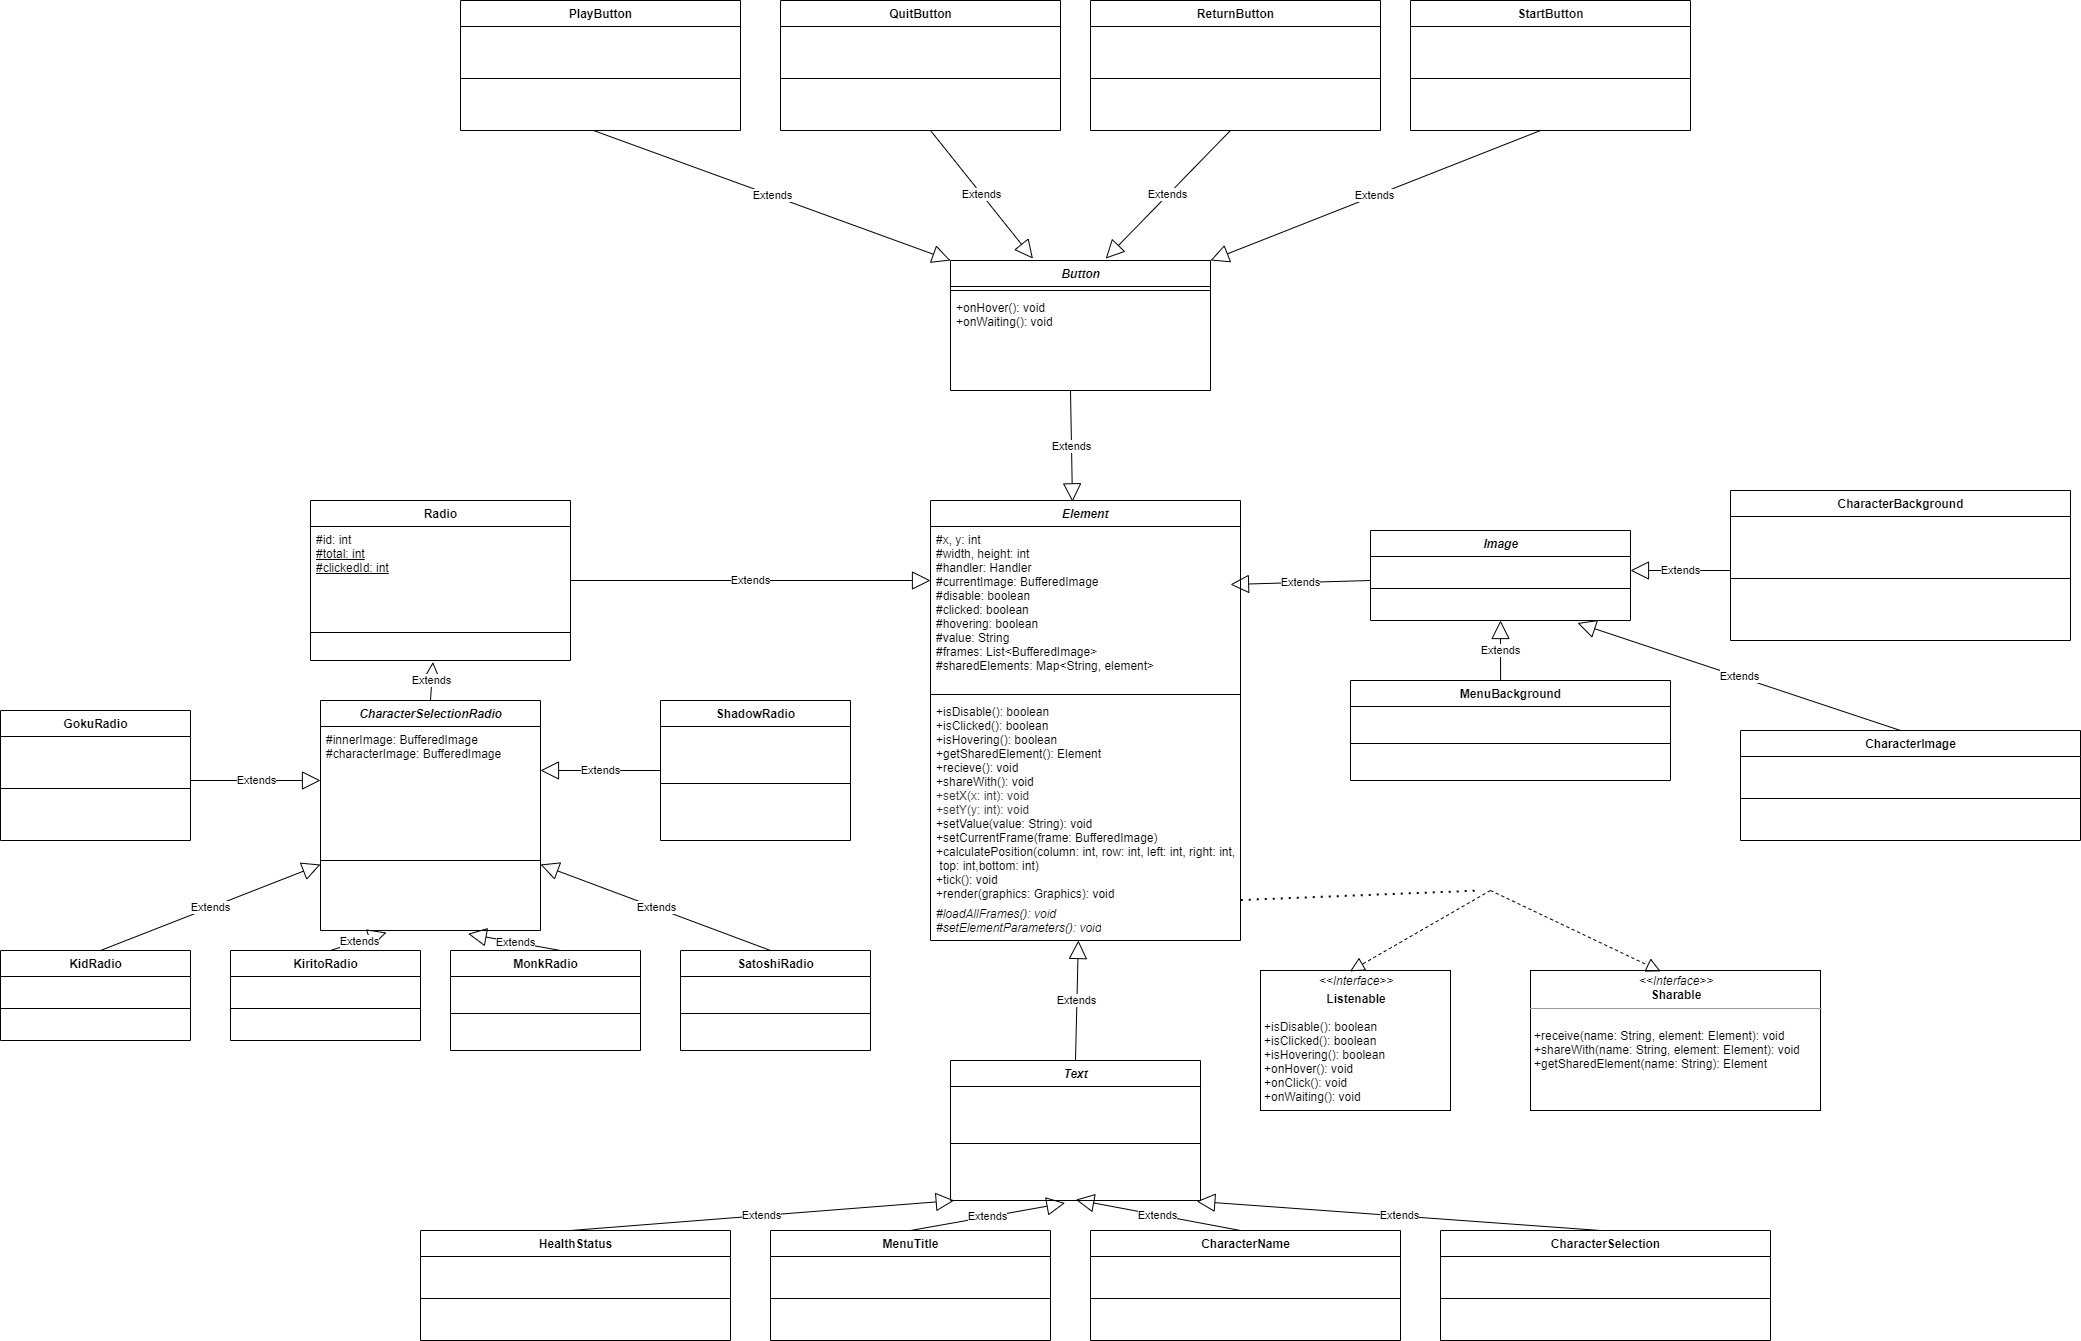 PlayButton
QuitButton
ReturnButton
StartButton
Extends
Extends
Extends
Extends
Button
+onHover(): void
+onWaiting(): void
Extends
Radio
#id: int
#total: int
#clickedId: int
Extends
Element
#x, y: int
#width, height: int
#handler: Handler
#currentImage: BufferedImage
#disable: boolean
#clicked: boolean
#hovering: boolean
#value: String
#frames: List<BufferedImage>
#sharedElements: Map<String, element>
+isDisable(): boolean
+isClicked(): boolean
+isHovering(): boolean
+getSharedElement(): Element
+recieve(): void
+shareWith(): void
+setX(x: int): void
+setY(y: int): void
+setValue(value: String): void
+setCurrentFrame(frame: BufferedImage)
+calculatePosition(column: int, row: int, left: int, right: int,
top: int,bottom: int)
+tick(): void
+render(graphics: Graphics): void
#loadAllFrames(): void
#setElementParameters(): void
Extends
Image
Extends
CharacterBackground
Extends
MenuBackground
Extends
CharacterImage
Extends
GokuRadio
Extends
CharacterSelectionRadio
#innerImage: BufferedImage
#characterImage: BufferedImage
Extends
ShadowRadio
Extends
Extends
Extends
Extends
KidRadio
KiritoRadio
MonkRadio
SatoshiRadio
Extends
<<Interface>>
Listenable
+isDisable(): boolean
+isClicked(): boolean
+isHovering(): boolean
+onHover(): void
+onClick(): void
+onWaiting(): void
<<Interface>>
Sharable
+receive(name: String, element: Element): void
+shareWith(name: String, element: Element): void
+getSharedElement(name: String): Element
Text
Extends
Extends
Extends
Extends
HealthStatus
MenuTitle
CharacterName
CharacterSelection